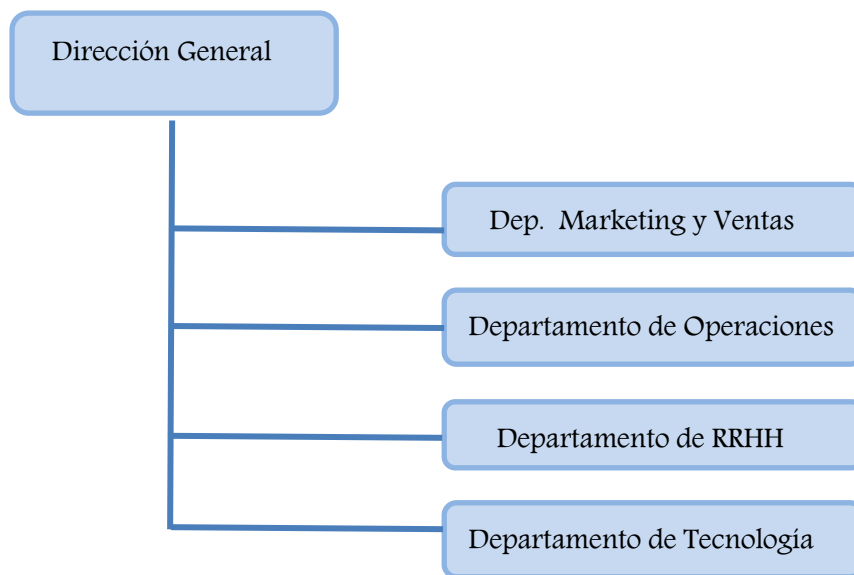 Dirección General
Dep. Marketing y Ventas
Departamento de Operaciones
Departamento de RRHH
Departamento de Tecnología